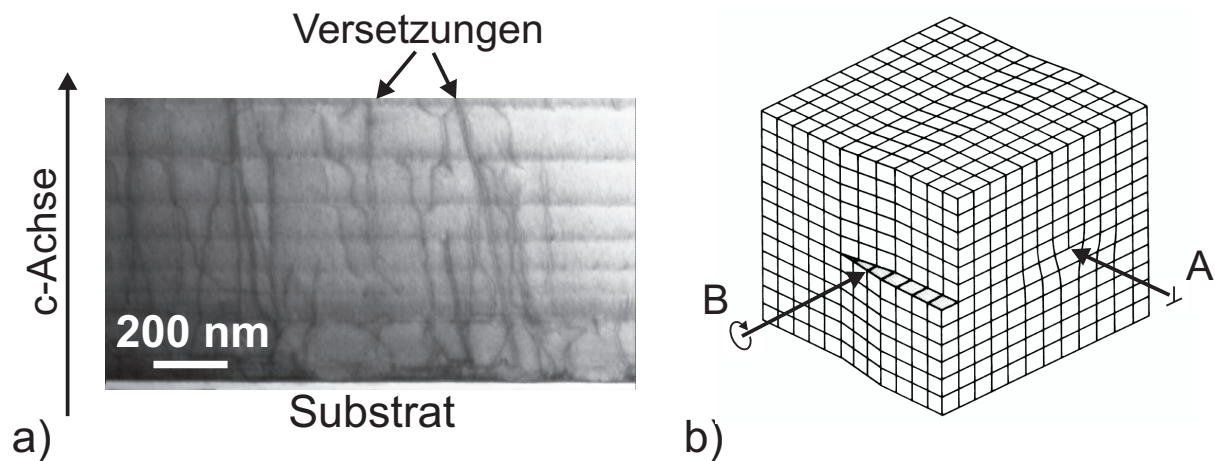 Versetzungen
c-Achse
200 nm
Substrat
a)
B
A
b)